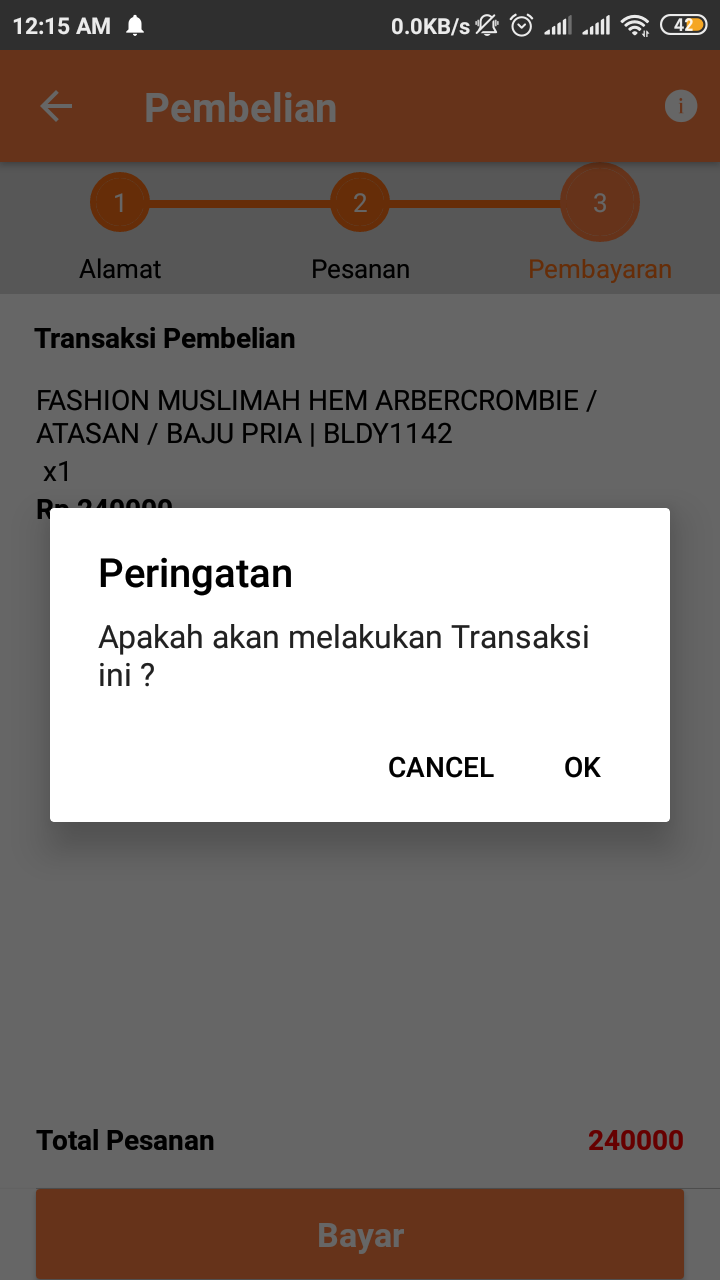 12:15 AM 0.0KB/s 42
Pembelian
1 2 3
Alamat Pesanan Pembayaran
Transaksi Pembelian
FASHION MUSLIMAH HEM ARBERCROMBIE /
ATASAN / BAJU PRIA | BLDY1142
x1
Rp 240000
Peringatan
Apakah akan melakukan Transaksi
ini ?
CANCEL OK
Total Pesanan 240000
Bayar